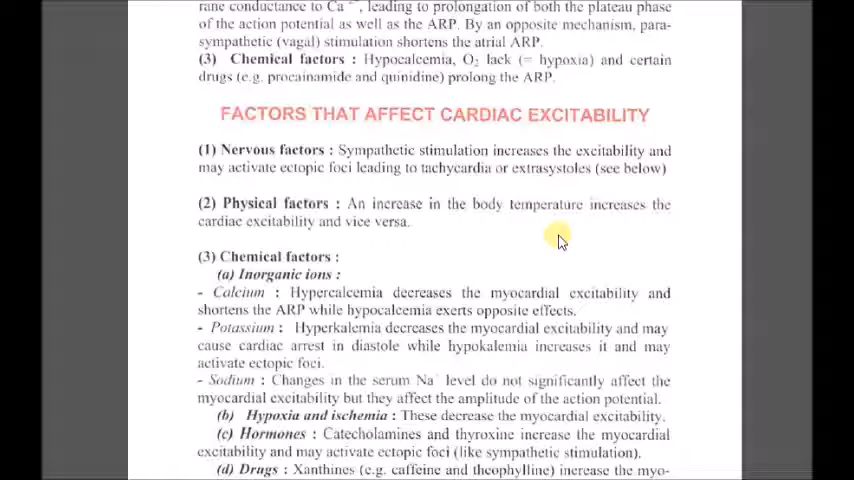 rane conductance to Ca++, leading to prolongation of both the plateau phase
of the action potential as well as the ARP. By an opposite mechanism, para-
sympathetic (vagal) stimulation shortens the atrial ARP.
(3) Chemical factors : Hypocalcemia, O2 lack (= hypoxia) and certain
drugs (e.g. procainamide and quinidine) prolong the ARP.
FACTORS THAT AFFECT CARDIAC EXCITABILITY
(1) Nervous factors : Sympathetic stimulation increases the excitability and
may activate ectopic foci leading to tachycardia or extrasystoles (see below)
(2) Physical factors : An increase in the body temperature increases the
cardiac excitability and vice versa.
(3) Chemical factors :
(a) Inorganic ions :
- Calcium : Hypercalcemia decreases the myocardial excitability and
shortens the ARP while hypocalcemia exerts opposite effects.
- Potassium : Hyperkalemia decreases the myocardial excitability and may
cause cardiac arrest in diastole while hypokalemia increases it and may
activate ectopic foci.
- Sodium : Changes in the serum Na+ level do not significantly affect the
myocardial excitability but they affect the amplitude of the action potential.
(b) Hypoxia and ischemia : These decrease the myocardial excitability.
(c) Hormones : Catecholamines and thyroxine increase the myocardial
excitability and may activate ectopic foci (like sympathetic stimulation).
(d) Drugs : Xanthines (e.g. caffeine and theophylline) increase the myo-